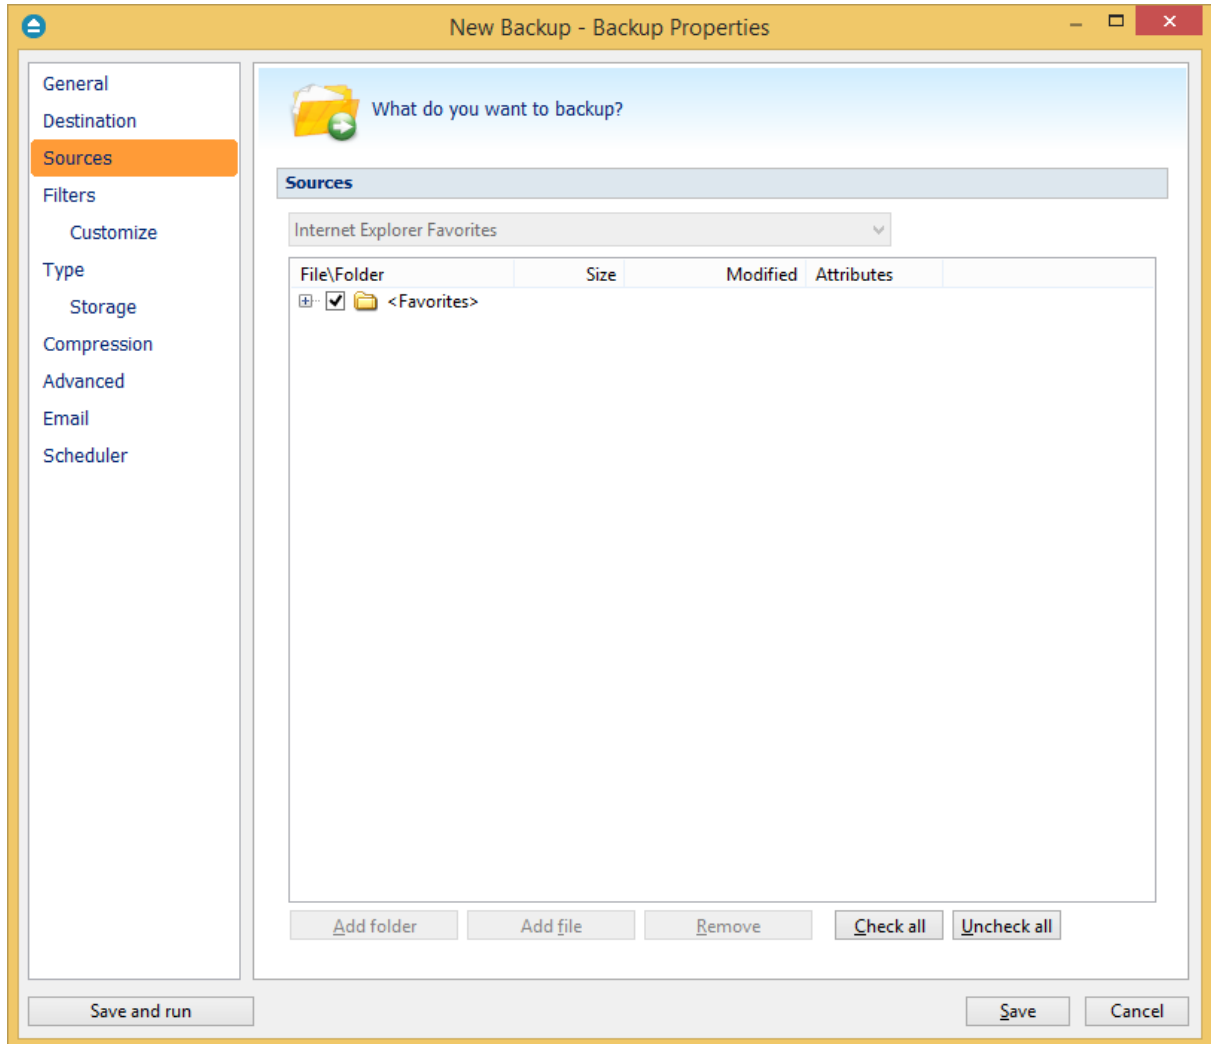 New Backup - Backup Properties
General
Destination
Sources
Filters
Customize
Type
Storage
Compression
Advanced
Email
Scheduler
What do you want to backup?
Sources
Internet Explorer Favorites
File\Folder Size Modified Attributes
<Favorites>
Add folder Add file Remove Check all Uncheck all
Save and run Save Cancel